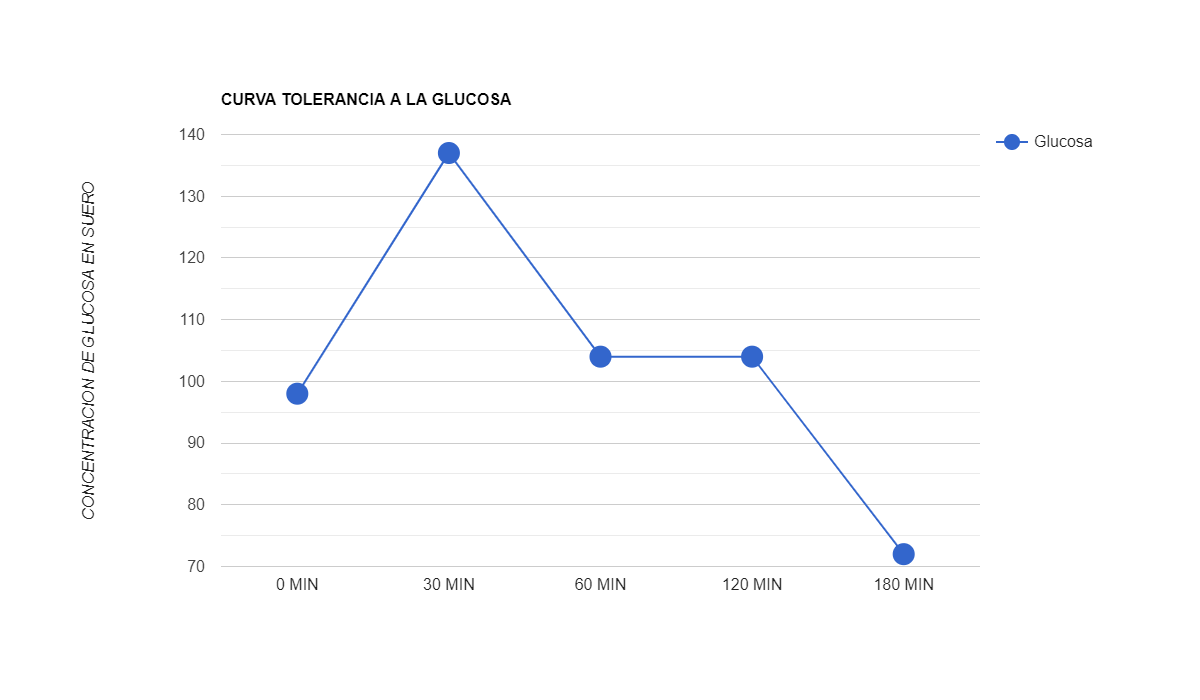 CURVA TOLERANCIA A LA GLUCOSA
Glucosa
CONCENTRACION DE GLUCOSA EN SUERO
140
130
120
110
100
90
80
70
0 MIN
30 MIN
60 MIN
120 MIN
180 MIN